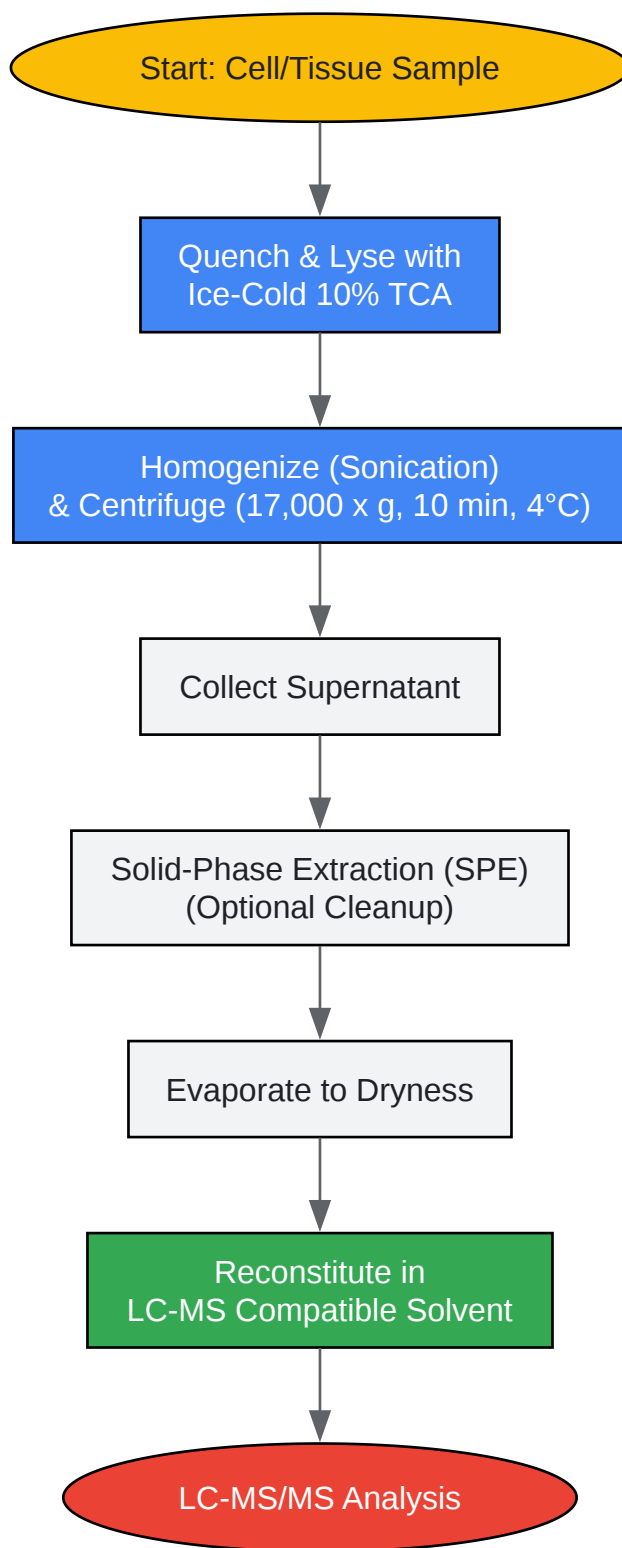 Start: Cell/Tissue Sample
Quench & Lyse with
Ice-Cold 10% TCA
Homogenize (Sonication)
& Centrifuge (17,000 x g, 10 min, 4°C)
Collect Supernatant
Solid-Phase Extraction (SPE)
(Optional Cleanup)
Evaporate to Dryness
Reconstitute in
LC-MS Compatible Solvent
LC-MS/MS Analysis